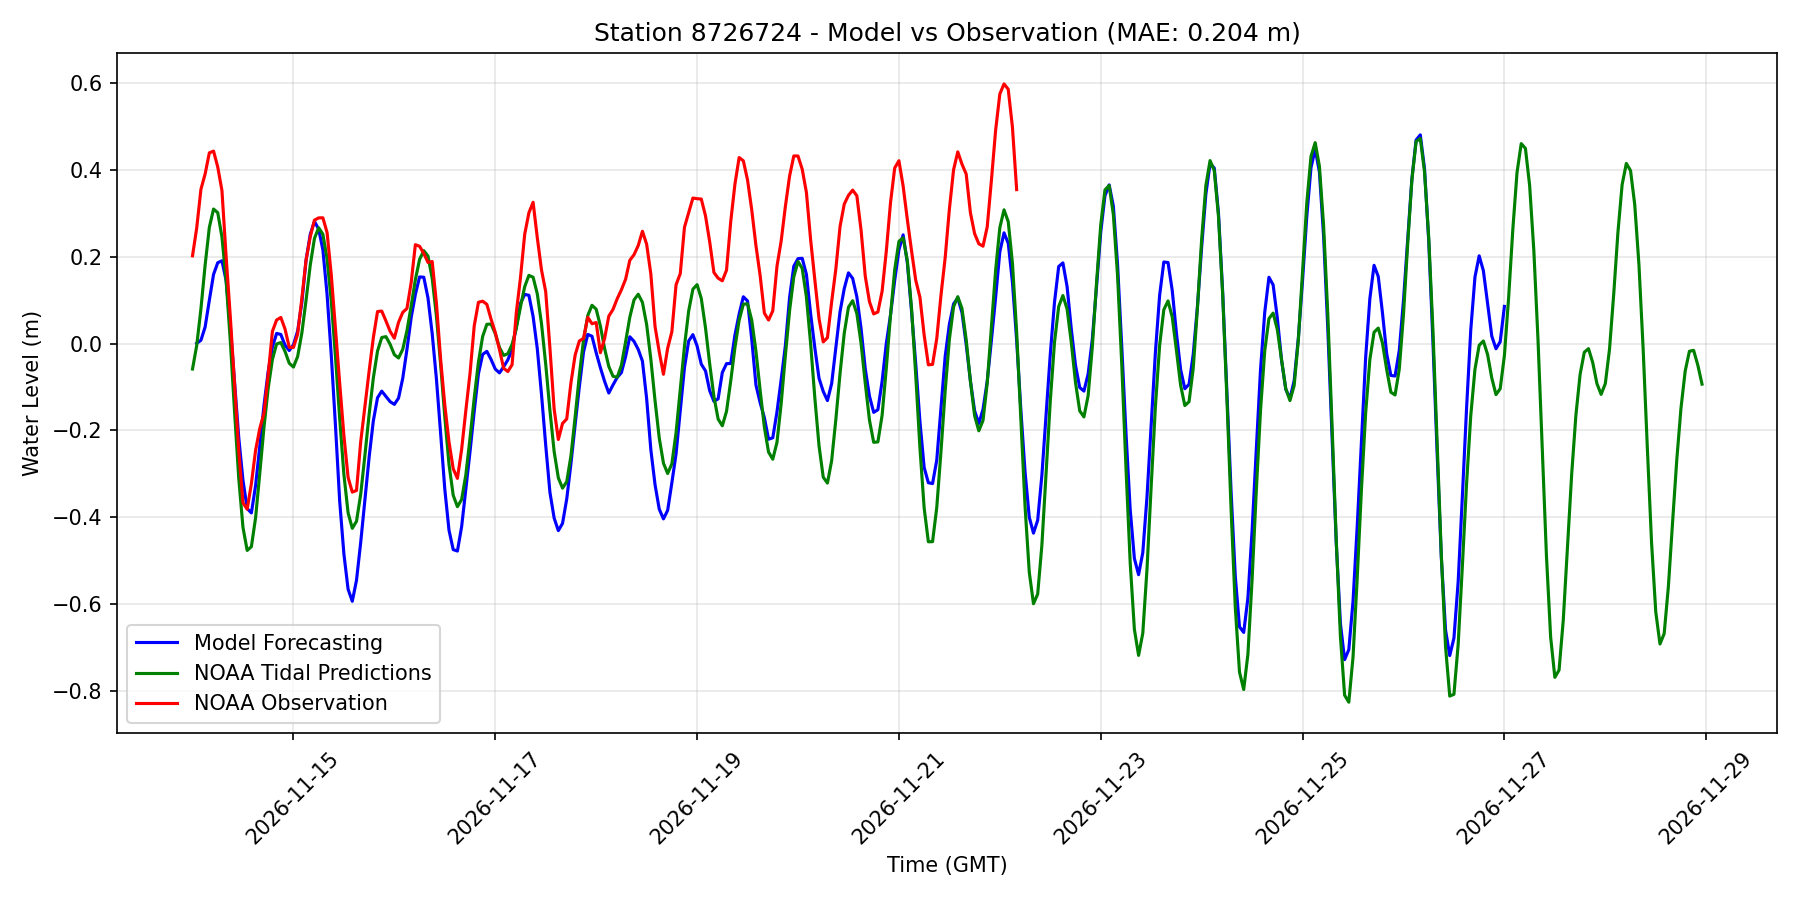 Station 8726724 - Model vs Observation (MAE: 0.204 m)
Water Level (m)
0.6
0.4
0.2
0.0
−0.2
−0.4
−0.6
−0.8
Model Forecasting
NOAA Tidal Predictions
NOAA Observation
2026-11-15
2026-11-17
2026-11-19
2026-11-21
2026-11-23
2026-11-25
2026-11-27
2026-11-29
Time (GMT)